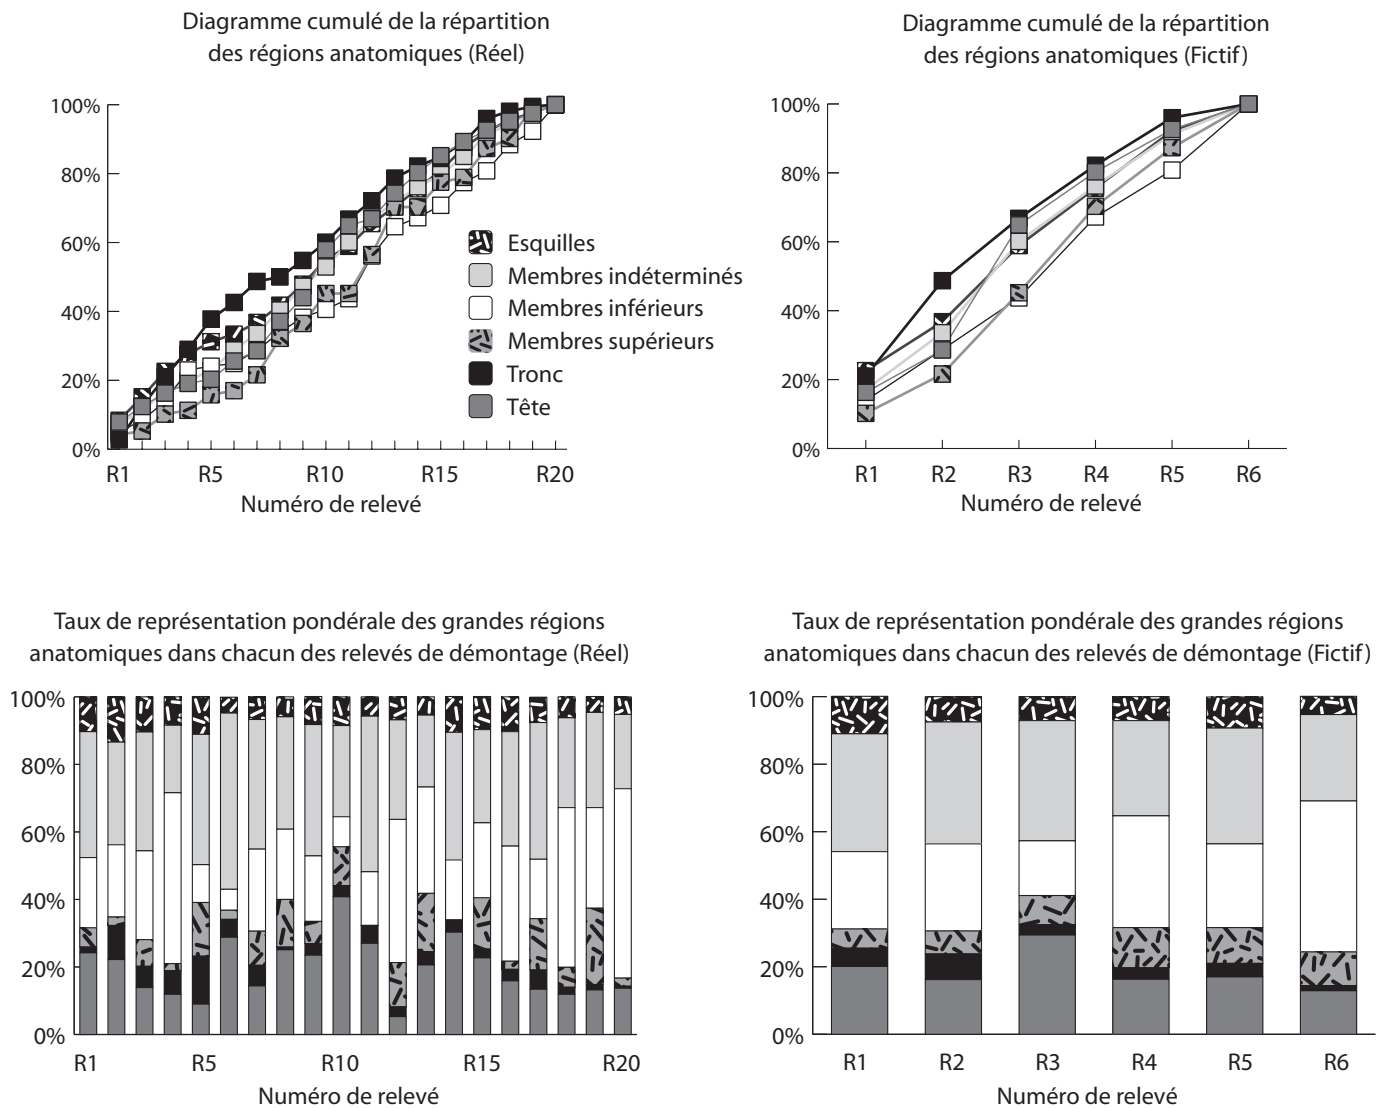 Diagramme cumulé de la répartition
des régions anatomiques (Réel)
100%
80%
60%
40%
20%
0%
R1 R5 R10 R15 R20
Numéro de relevé
Esquilles
Membres indéterminés
Membres inférieurs
Membres supérieurs
Tronc
Tête
Diagramme cumulé de la répartition
des régions anatomiques (Fictif)
100%
80%
60%
40%
20%
0%
R1 R2 R3 R4 R5 R6
Numéro de relevé
Taux de représentation pondérale des grandes régions
anatomiques dans chacun des relevés de démontage (Réel)
100%
80%
60%
40%
20%
0%
R1 R5 R10 R15 R20
Numéro de relevé
Taux de représentation pondérale des grandes régions
anatomiques dans chacun des relevés de démontage (Fictif)
100%
80%
60%
40%
20%
0%
R1 R2 R3 R4 R5 R6
Numéro de relevé